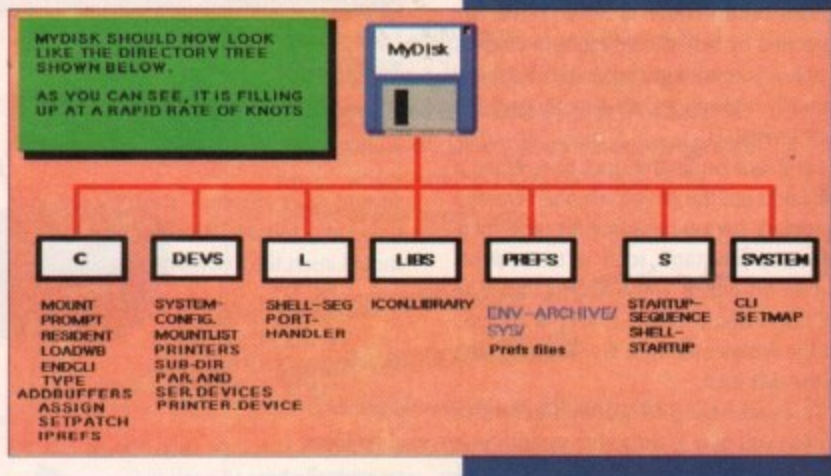 MYDISK SHOULD NOW LOOK
LIKE THE DIRECTORY TREE
SHOWN BELOW.
AS YOU CAN SEE, IT IS FILLING
UP AT A RAPID RATE OF KNOTS
MyDisk
C
MOUNT
PROMPT
RESIDENT
LOADWB
ENDCLI
TYPE
ADDBUFFERS
ASSIGN
SETPATCH
IPREFS
DEVS
SYSTEM-
CONFIG.
MOUNTLIST
PRINTERS
SUB-DIR
PAR.AND
SER.DEVICES
PRINTER.DEVICE
L
SHELL-SEG
PORT-
HANDLER
LIBS
ICON.LIBRARY
PREFS
ENV-ARCHIVE/
SYS/
Prefs files
S
STARTUP-
SEQUENCE
SHELL-
STARTUP
SYSTEM
CLI
SETMAP